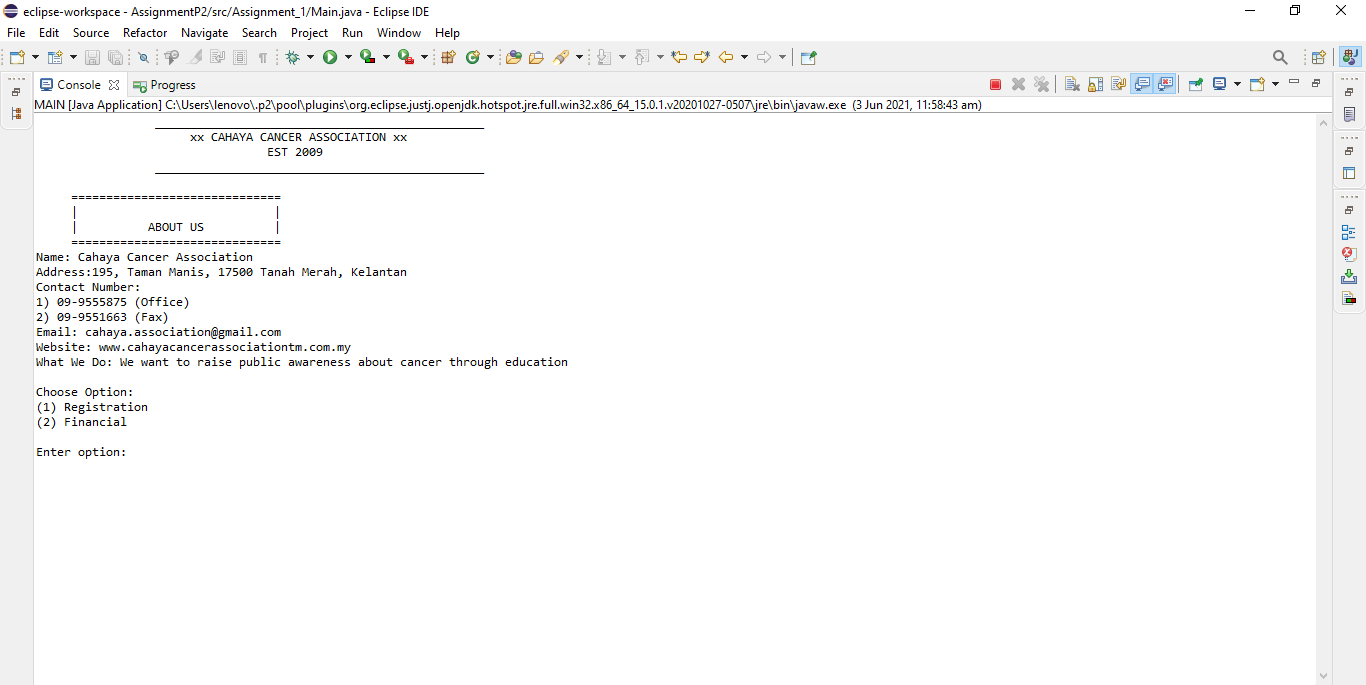 eclipse-workspace - AssignmentP2/src/Assignment_1/Main.java - Eclipse IDE
File Edit Source Refactor Navigate Search Project Run Window Help
Console Progress
MAIN [Java Application] C:\Users\lenovo\.p2\pool\plugins\org.eclipse.justj.openjdk.hotspot.jre.full.win32.x86_64_15.0.1.v20201027-0507\jre\bin\javaw.exe (3 Jun 2021, 11:58:43 am)
_______________________________________________
xx CAHAYA CANCER ASSOCIATION xx
EST 2009
_______________________________________________
==============================
| |
| ABOUT US |
==============================
Name: Cahaya Cancer Association
Address:195, Taman Manis, 17500 Tanah Merah, Kelantan
Contact Number:
1) 09-9555875 (Office)
2) 09-9551663 (Fax)
Email: cahaya.association@gmail.com
Website: www.cahayacancerassociationtm.com.my
What We Do: We want to raise public awareness about cancer through education
Choose Option:
(1) Registration
(2) Financial
Enter option: